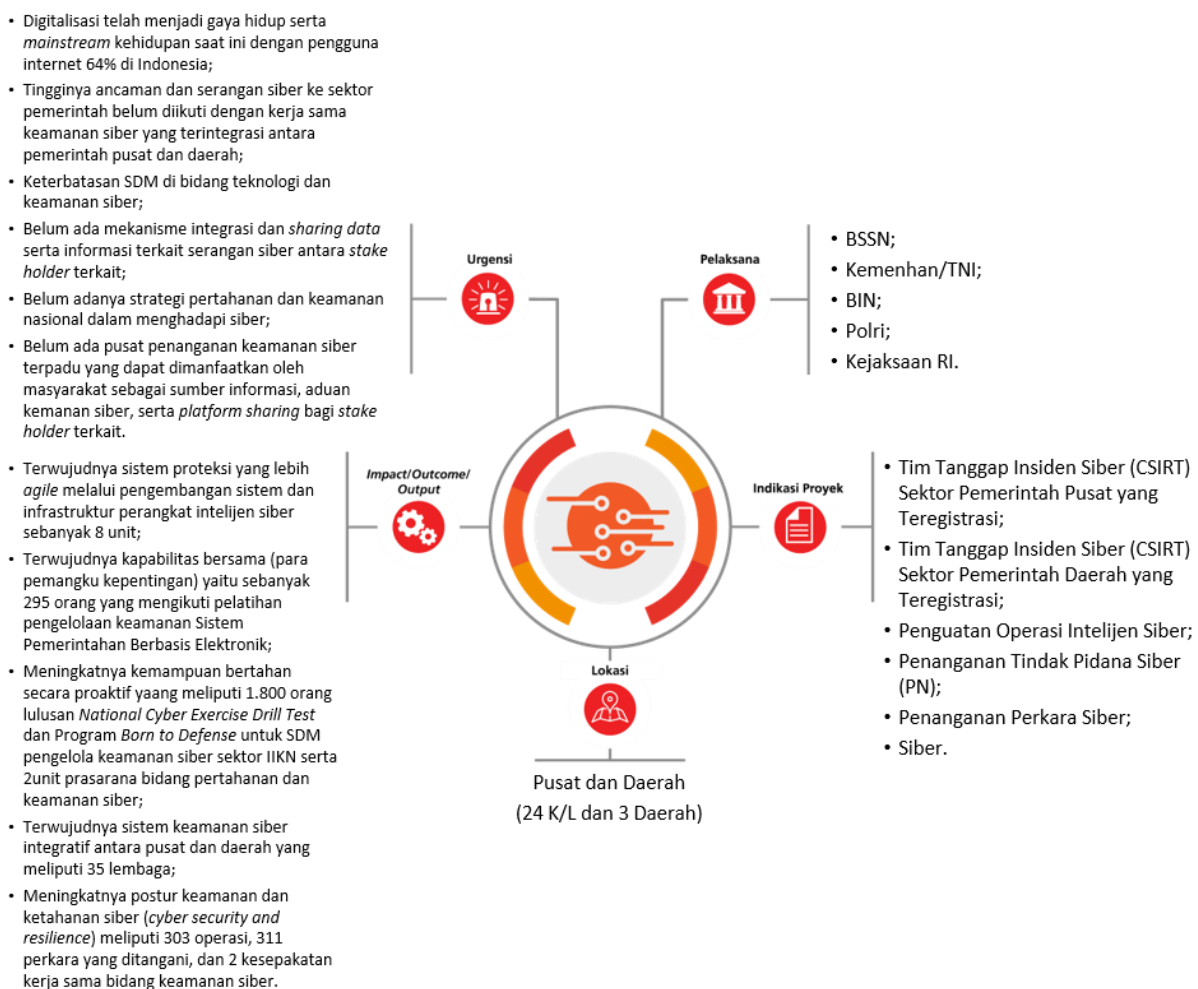 • Digitalisasi telah menjadi gaya hidup serta
mainstream kehidupan saat ini dengan pengguna
internet 64% di Indonesia;
• Tingginya ancaman dan serangan siber ke sektor
pemerintah belum diikuti dengan kerja sama
keamanan siber yang terintegrasi antara
pemerintah pusat dan daerah;
• Keterbatasan SDM di bidang teknologi dan
keamanan siber;
• Belum ada mekanisme integrasi dan sharing data
serta informasi terkait serangan siber antara stake
holder terkait;
• Belum adanya strategi pertahanan dan keamanan
nasional dalam menghadapi siber;
• Belum ada pusat penanganan keamanan siber
terpadu yang dapat dimanfaatkan oleh
masyarakat sebagai sumber informasi, aduan
kemanan siber, serta platform sharing bagi stake
holder terkait.
Urgensi
Pelaksana
• BSSN;
• Kemenhan/TNI;
• BIN;
• Polri;
• Kejaksaan RI.
• Terwujudnya sistem proteksi yang lebih
agile melalui pengembangan sistem dan
infrastruktur perangkat intelijen siber
sebanyak 8 unit;
• Terwujudnya kapabilitas bersama (para
pemangku kepentingan) yaitu sebanyak
295 orang yang mengikuti pelatihan
pengelolaan keamanan Sistem
Pemerintahan Berbasis Elektronik;
• Meningkatnya kemampuan bertahan
secara proaktif yaang meliputi 1.800 orang
lulusan National Cyber Exercise Drill Test
dan Program Born to Defense untuk SDM
pengelola keamanan siber sektor IIKN serta
2unit prasarana bidang pertahanan dan
keamanan siber;
• Terwujudnya sistem keamanan siber
integratif antara pusat dan daerah yang
meliputi 35 lembaga;
• Meningkatnya postur keamanan dan
ketahanan siber (cyber security and
resilience) meliputi 303 operasi, 311
perkara yang ditangani, dan 2 kesepakatan
kerja sama bidang keamanan siber.
Impact/Outcome/
Output
Indikasi Proyek
• Tim Tanggap Insiden Siber (CSIRT)
Sektor Pemerintah Pusat yang
Teregistrasi;
• Tim Tanggap Insiden Siber (CSIRT)
Sektor Pemerintah Daerah yang
Teregistrasi;
• Penguatan Operasi Intelijen Siber;
• Penanganan Tindak Pidana Siber
(PN);
• Penanganan Perkara Siber;
• Siber.
Lokasi
Pusat dan Daerah
(24 K/L dan 3 Daerah)